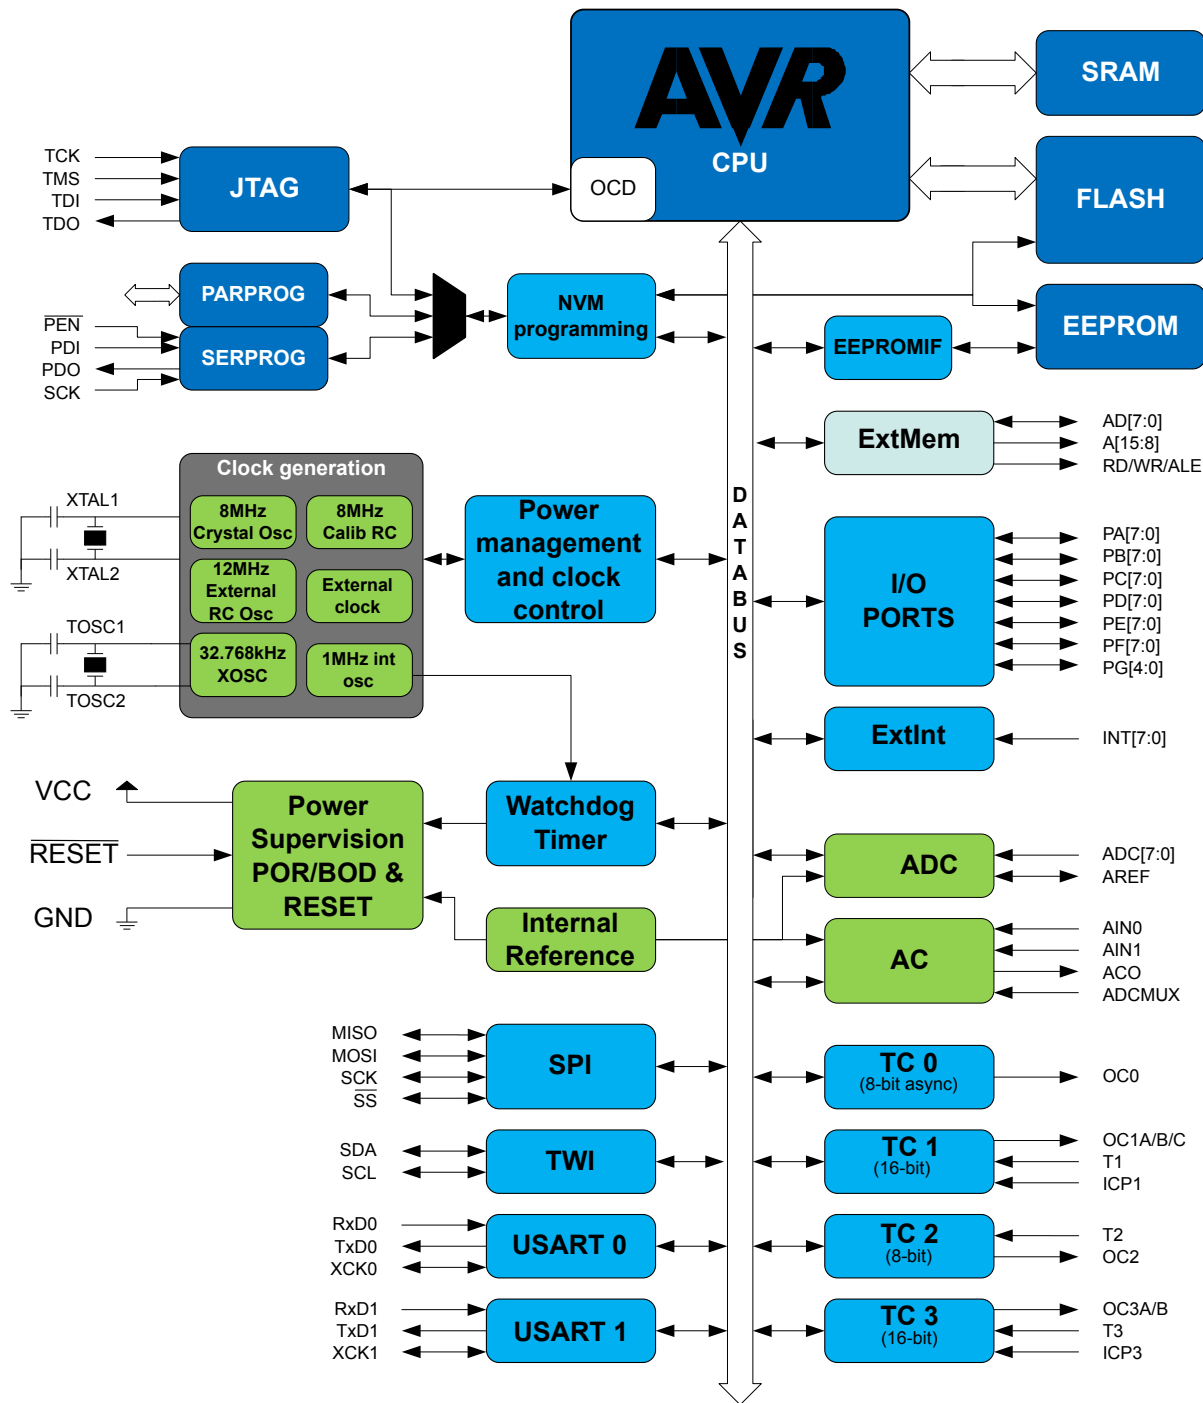 AVR
CPU
OCD
SRAM
FLASH
EEPROM
TCK
TMS
TDI
TDO
JTAG
PARPROG
PEN
PDI
PDO
SCK
SERPROG
NVM
programming
EEPROMIF
ExtMem
AD[7:0]
A[15:8]
RD/WR/ALE
Clock generation
8MHz
Crystal Osc
8MHz
Calib RC
12MHz
External
RC Osc
External
clock
32.768kHz
XOSC
1MHz int
osc
XTAL1
XTAL2
TOSC1
TOSC2
Power
management
and clock
control
DATABUS
I/O
PORTS
PA[7:0]
PB[7:0]
PC[7:0]
PD[7:0]
PE[7:0]
PF[7:0]
PG[4:0]
ExtInt
INT[7:0]
VCC
RESET
GND
Power
Supervision
POR/BOD &
RESET
Watchdog
Timer
Internal
Reference
ADC
ADC[7:0]
AREF
AC
AIN0
AIN1
ACO
ADCMUX
MISO
MOSI
SCK
SS
SPI
TC 0
(8-bit async)
OC0
SDA
SCL
TWI
TC 1
(16-bit)
OC1A/B/C
T1
ICP1
RxD0
TxD0
XCK0
USART 0
TC 2
(8-bit)
T2
OC2
RxD1
TxD1
XCK1
USART 1
TC 3
(16-bit)
OC3A/B
T3
ICP3